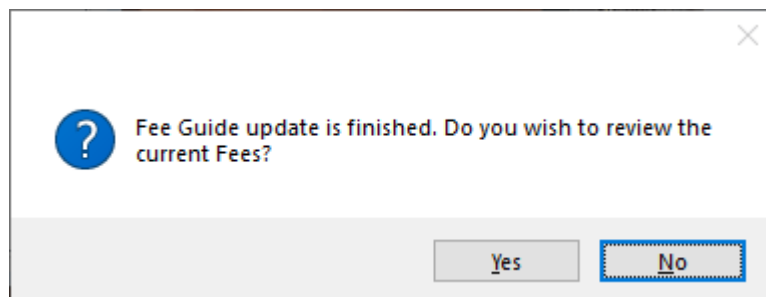 Fee Guide update is finished. Do you wish to review the
current Fees?
Yes
No